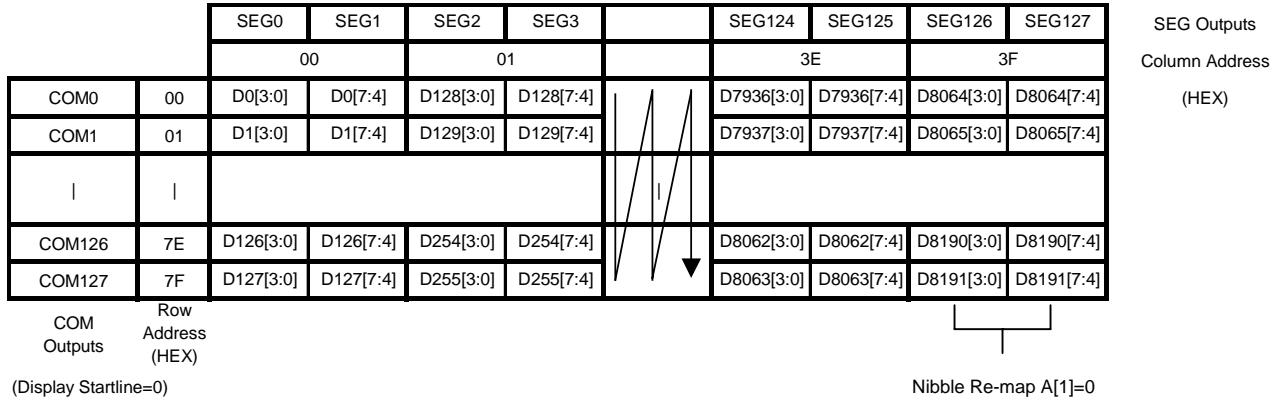 SEG0 SEG1 SEG2 SEG3 SEG124 SEG125 SEG126 SEG127 SEG Outputs
00 01 3E 3F Column Address
(HEX)
COM0 00 D0[3:0] D0[7:4] D128[3:0] D128[7:4] D7936[3:0] D7936[7:4] D8064[3:0] D8064[7:4]
COM1 01 D1[3:0] D1[7:4] D129[3:0] D129[7:4] D7937[3:0] D7937[7:4] D8065[3:0] D8065[7:4]
| | |
COM126 7E D126[3:0] D126[7:4] D254[3:0] D254[7:4] D8062[3:0] D8062[7:4] D8190[3:0] D8190[7:4]
COM127 7F D127[3:0] D127[7:4] D255[3:0] D255[7:4] D8063[3:0] D8063[7:4] D8191[3:0] D8191[7:4]
COM
Outputs
Row
Address
(HEX)
(Display Startline=0)
Nibble Re-map A[1]=0